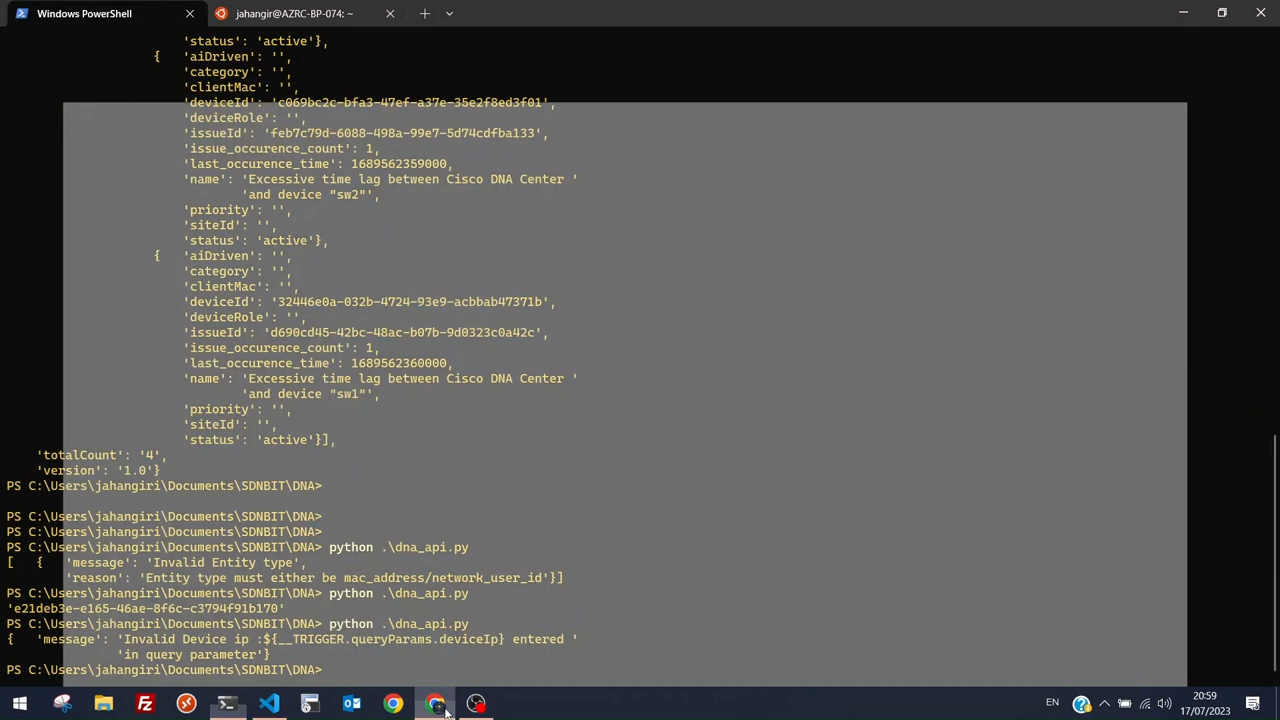 Windows PowerShell
jahangir@AZRC-BP-074: ~
'status': 'active'},
{   'aiDriven': '',
'category': '',
'clientMac': '',
'deviceId': 'c069bc2c-bfa3-47ef-a37e-35e2f8ed3f01',
'deviceRole': '',
'issueId': 'feb7c79d-6088-498a-99e7-5d74cdfba133',
'issue_occurence_count': 1,
'last_occurence_time': 1689562359000,
'name': 'Excessive time lag between Cisco DNA Center '
'and device "sw2"',
'priority': '',
'siteId': '',
'status': 'active'},
{   'aiDriven': '',
'category': '',
'clientMac': '',
'deviceId': '32446e0a-032b-4724-93e9-acbbab47371b',
'deviceRole': '',
'issueId': 'd690cd45-42bc-48ac-b07b-9d0323c0a42c',
'issue_occurence_count': 1,
'last_occurence_time': 1689562360000,
'name': 'Excessive time lag between Cisco DNA Center '
'and device "sw1"',
'priority': '',
'siteId': '',
'status': 'active'}],
'totalCount': '4',
'version': '1.0'}
PS C:\Users\jahangiri\Documents\SDNBIT\DNA>
PS C:\Users\jahangiri\Documents\SDNBIT\DNA>
PS C:\Users\jahangiri\Documents\SDNBIT\DNA>
PS C:\Users\jahangiri\Documents\SDNBIT\DNA> python .\dna_api.py
[   {   'message': 'Invalid Entity type',
'reason': 'Entity type must either be mac_address/network_user_id'}]
PS C:\Users\jahangiri\Documents\SDNBIT\DNA> python .\dna_api.py
'e21deb3e-e165-46ae-8f6c-c3794f91b170'
PS C:\Users\jahangiri\Documents\SDNBIT\DNA> python .\dna_api.py
{   'message': 'Invalid Device ip :${__TRIGGER.queryParams.deviceIp} entered '
'in query parameter'}
PS C:\Users\jahangiri\Documents\SDNBIT\DNA>
EN
20:59
17/07/2023